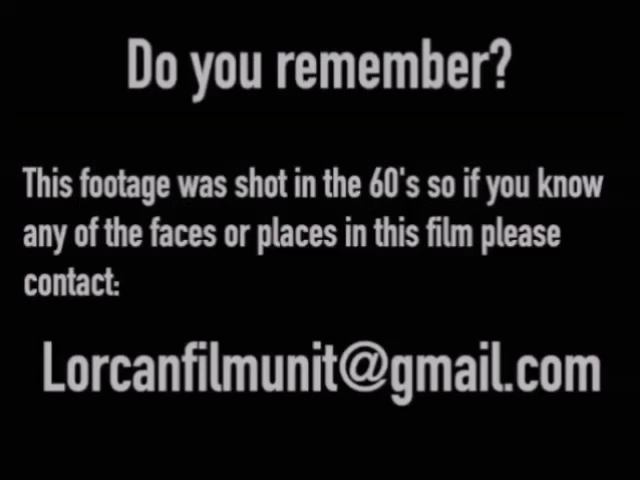 Do you remember?
This footage was shot in the 60's so if you know
any of the faces or places in this film please
contact:
Lorcanfilmunit@gmail.com